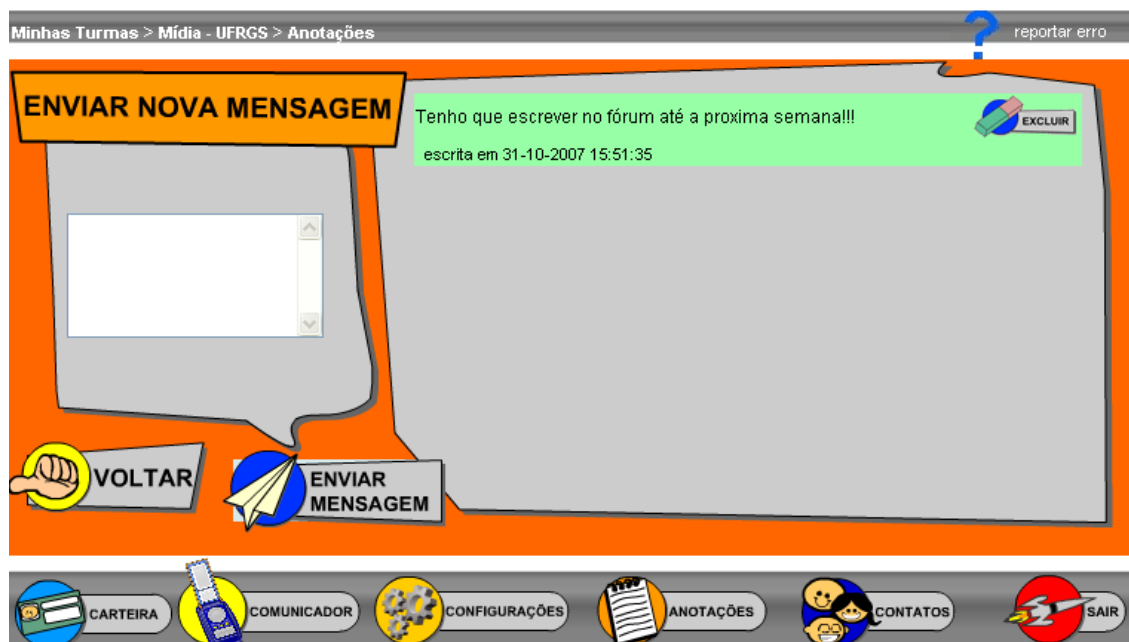 Minhas Turmas > Mídia - UFRGS > Anotações
reportar erro
ENVIAR NOVA MENSAGEM
Tenho que escrever no fórum até a proxima semana!!!
EXCLUIR
escrita em 31-10-2007 15:51:35
VOLTAR
ENVIAR
MENSAGEM
CARTEIRA
COMUNICADOR
CONFIGURAÇÕES
ANOTAÇÕES
CONTATOS
SAIR